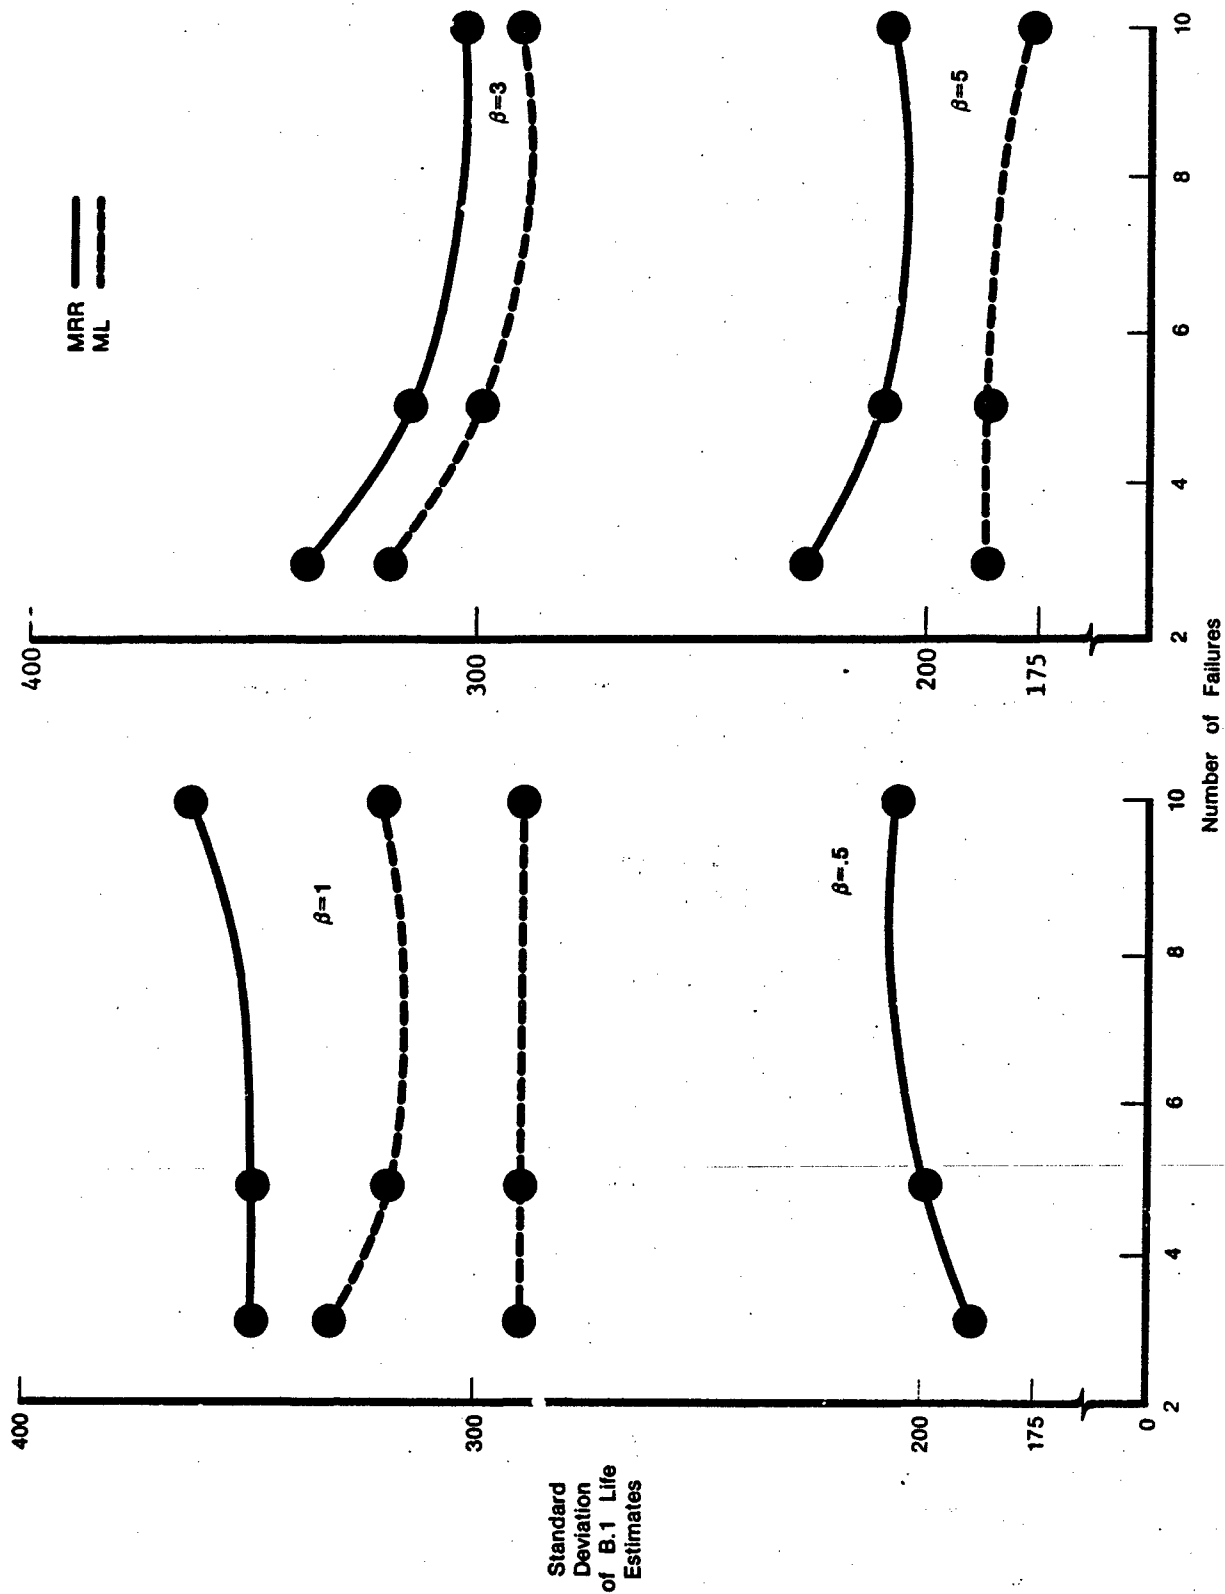 MRR
ML
400
300
200
175
0
2
4
6
8
10
β=1
β=.5
400
300
200
175
2
4
6
8
10
β=3
β=5
Standard
Deviation
of B.1 Life
Estimates
Number of Failures